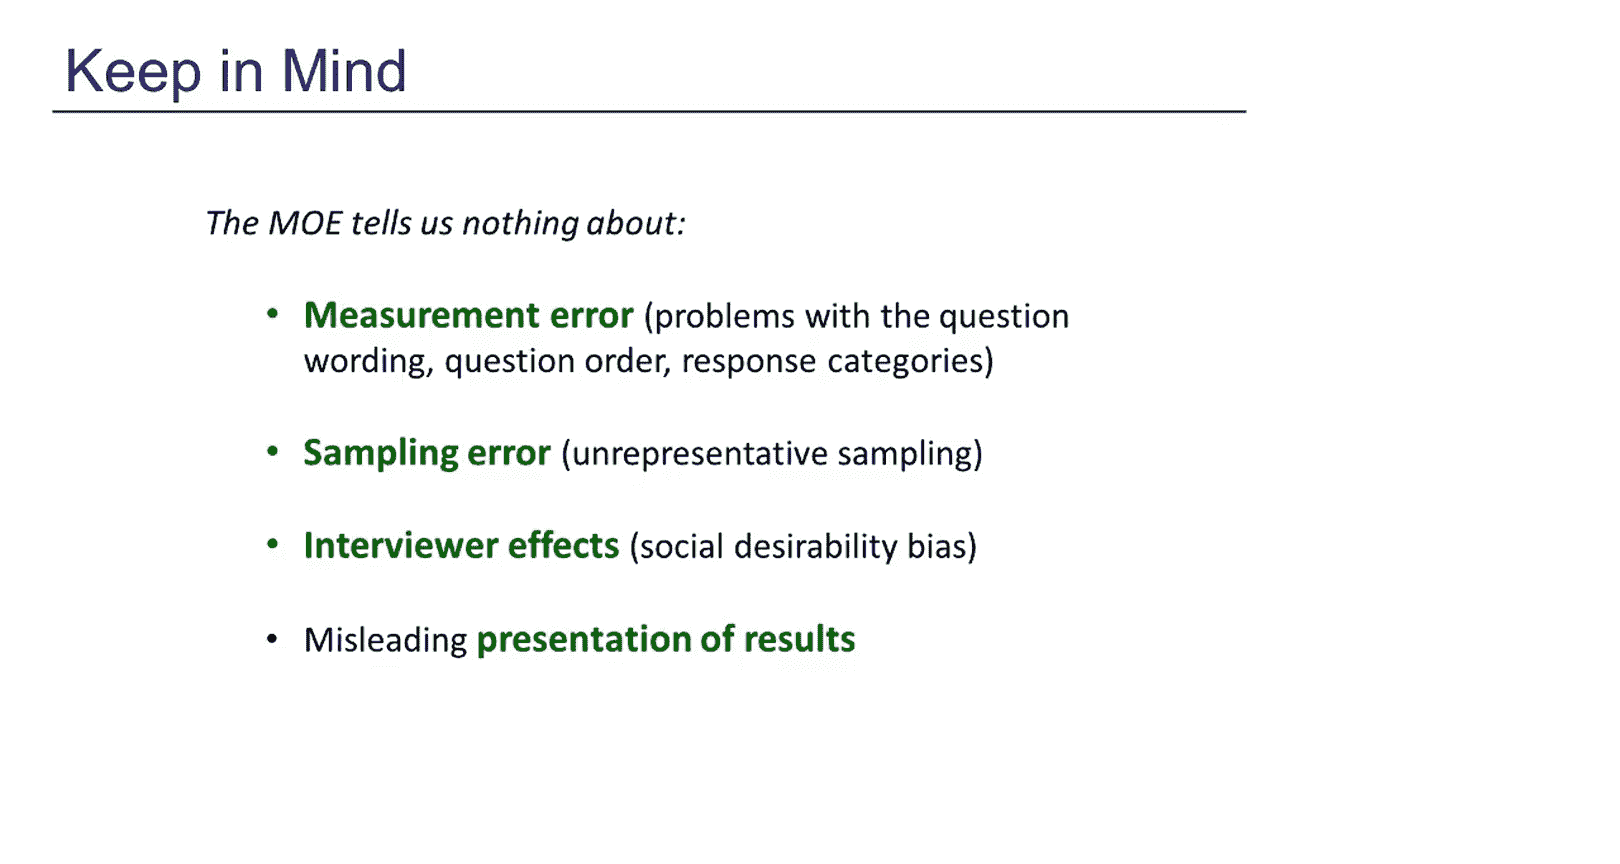 Keep in Mind
The MOE tells us nothing about:
• Measurement error (problems with the question
wording, question order, response categories)
• Sampling error (unrepresentative sampling)
• Interviewer effects (social desirability bias)
• Misleading presentation of results